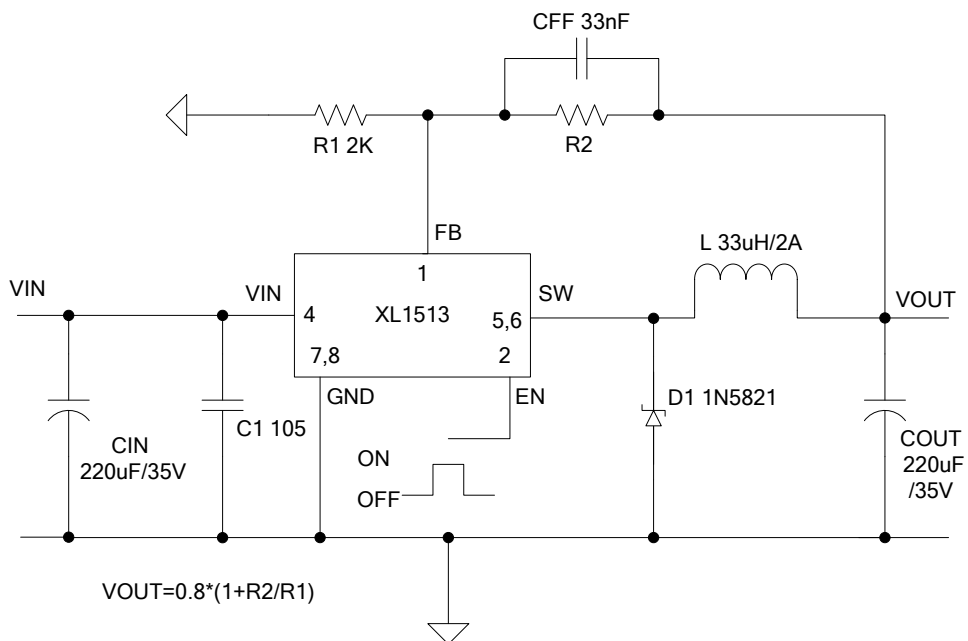 CFF 33nF
R1 2K
R2
FB
L 33uH/2A
1
VIN
VIN
SW
VOUT
4
XL1513
5,6
7,8
2
GND
EN
D1 1N5821
C1 105
CIN
220uF/35V
COUT
220uF
/35V
ON
OFF
VOUT=0.8*(1+R2/R1)